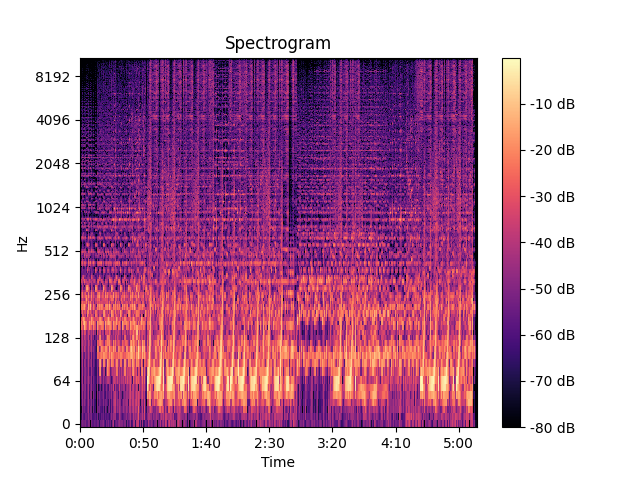 Spectrogram
8192
4096
2048
1024
512
256
128
64
0
Hz
0:00 0:50 1:40 2:30 3:20 4:10 5:00
Time
-10 dB
-20 dB
-30 dB
-40 dB
-50 dB
-60 dB
-70 dB
-80 dB